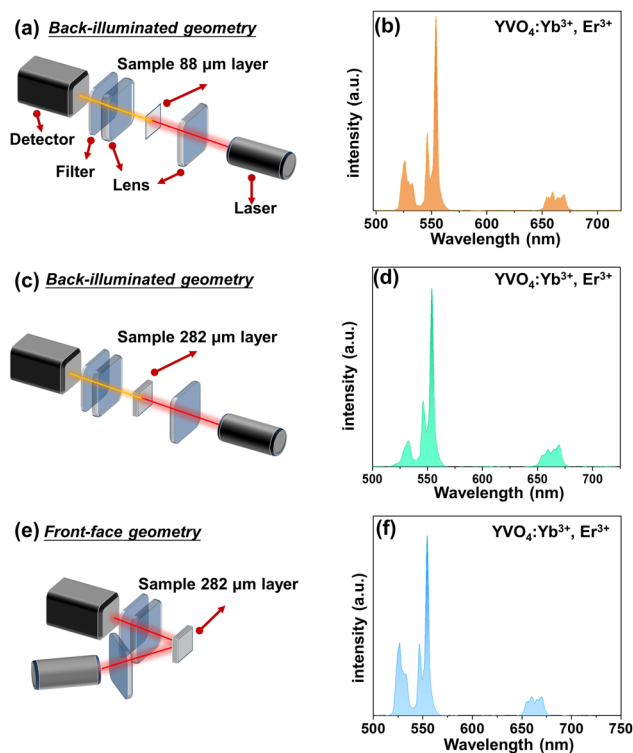 (a) Back-illuminated geometry
Sample 88 µm layer
Detector
Filter
Lens
Laser
(b)
YVO₄:Yb³⁺, Er³⁺
intensity (a.u.)
500 550 600 650 700
Wavelength (nm)
(c) Back-illuminated geometry
Sample 282 µm layer
(d)
YVO₄:Yb³⁺, Er³⁺
intensity (a.u.)
500 550 600 650 700
Wavelength (nm)
(e) Front-face geometry
Sample 282 µm layer
(f)
YVO₄:Yb³⁺, Er³⁺
intensity (a.u.)
500 550 600 650 700 750
Wavelength (nm)